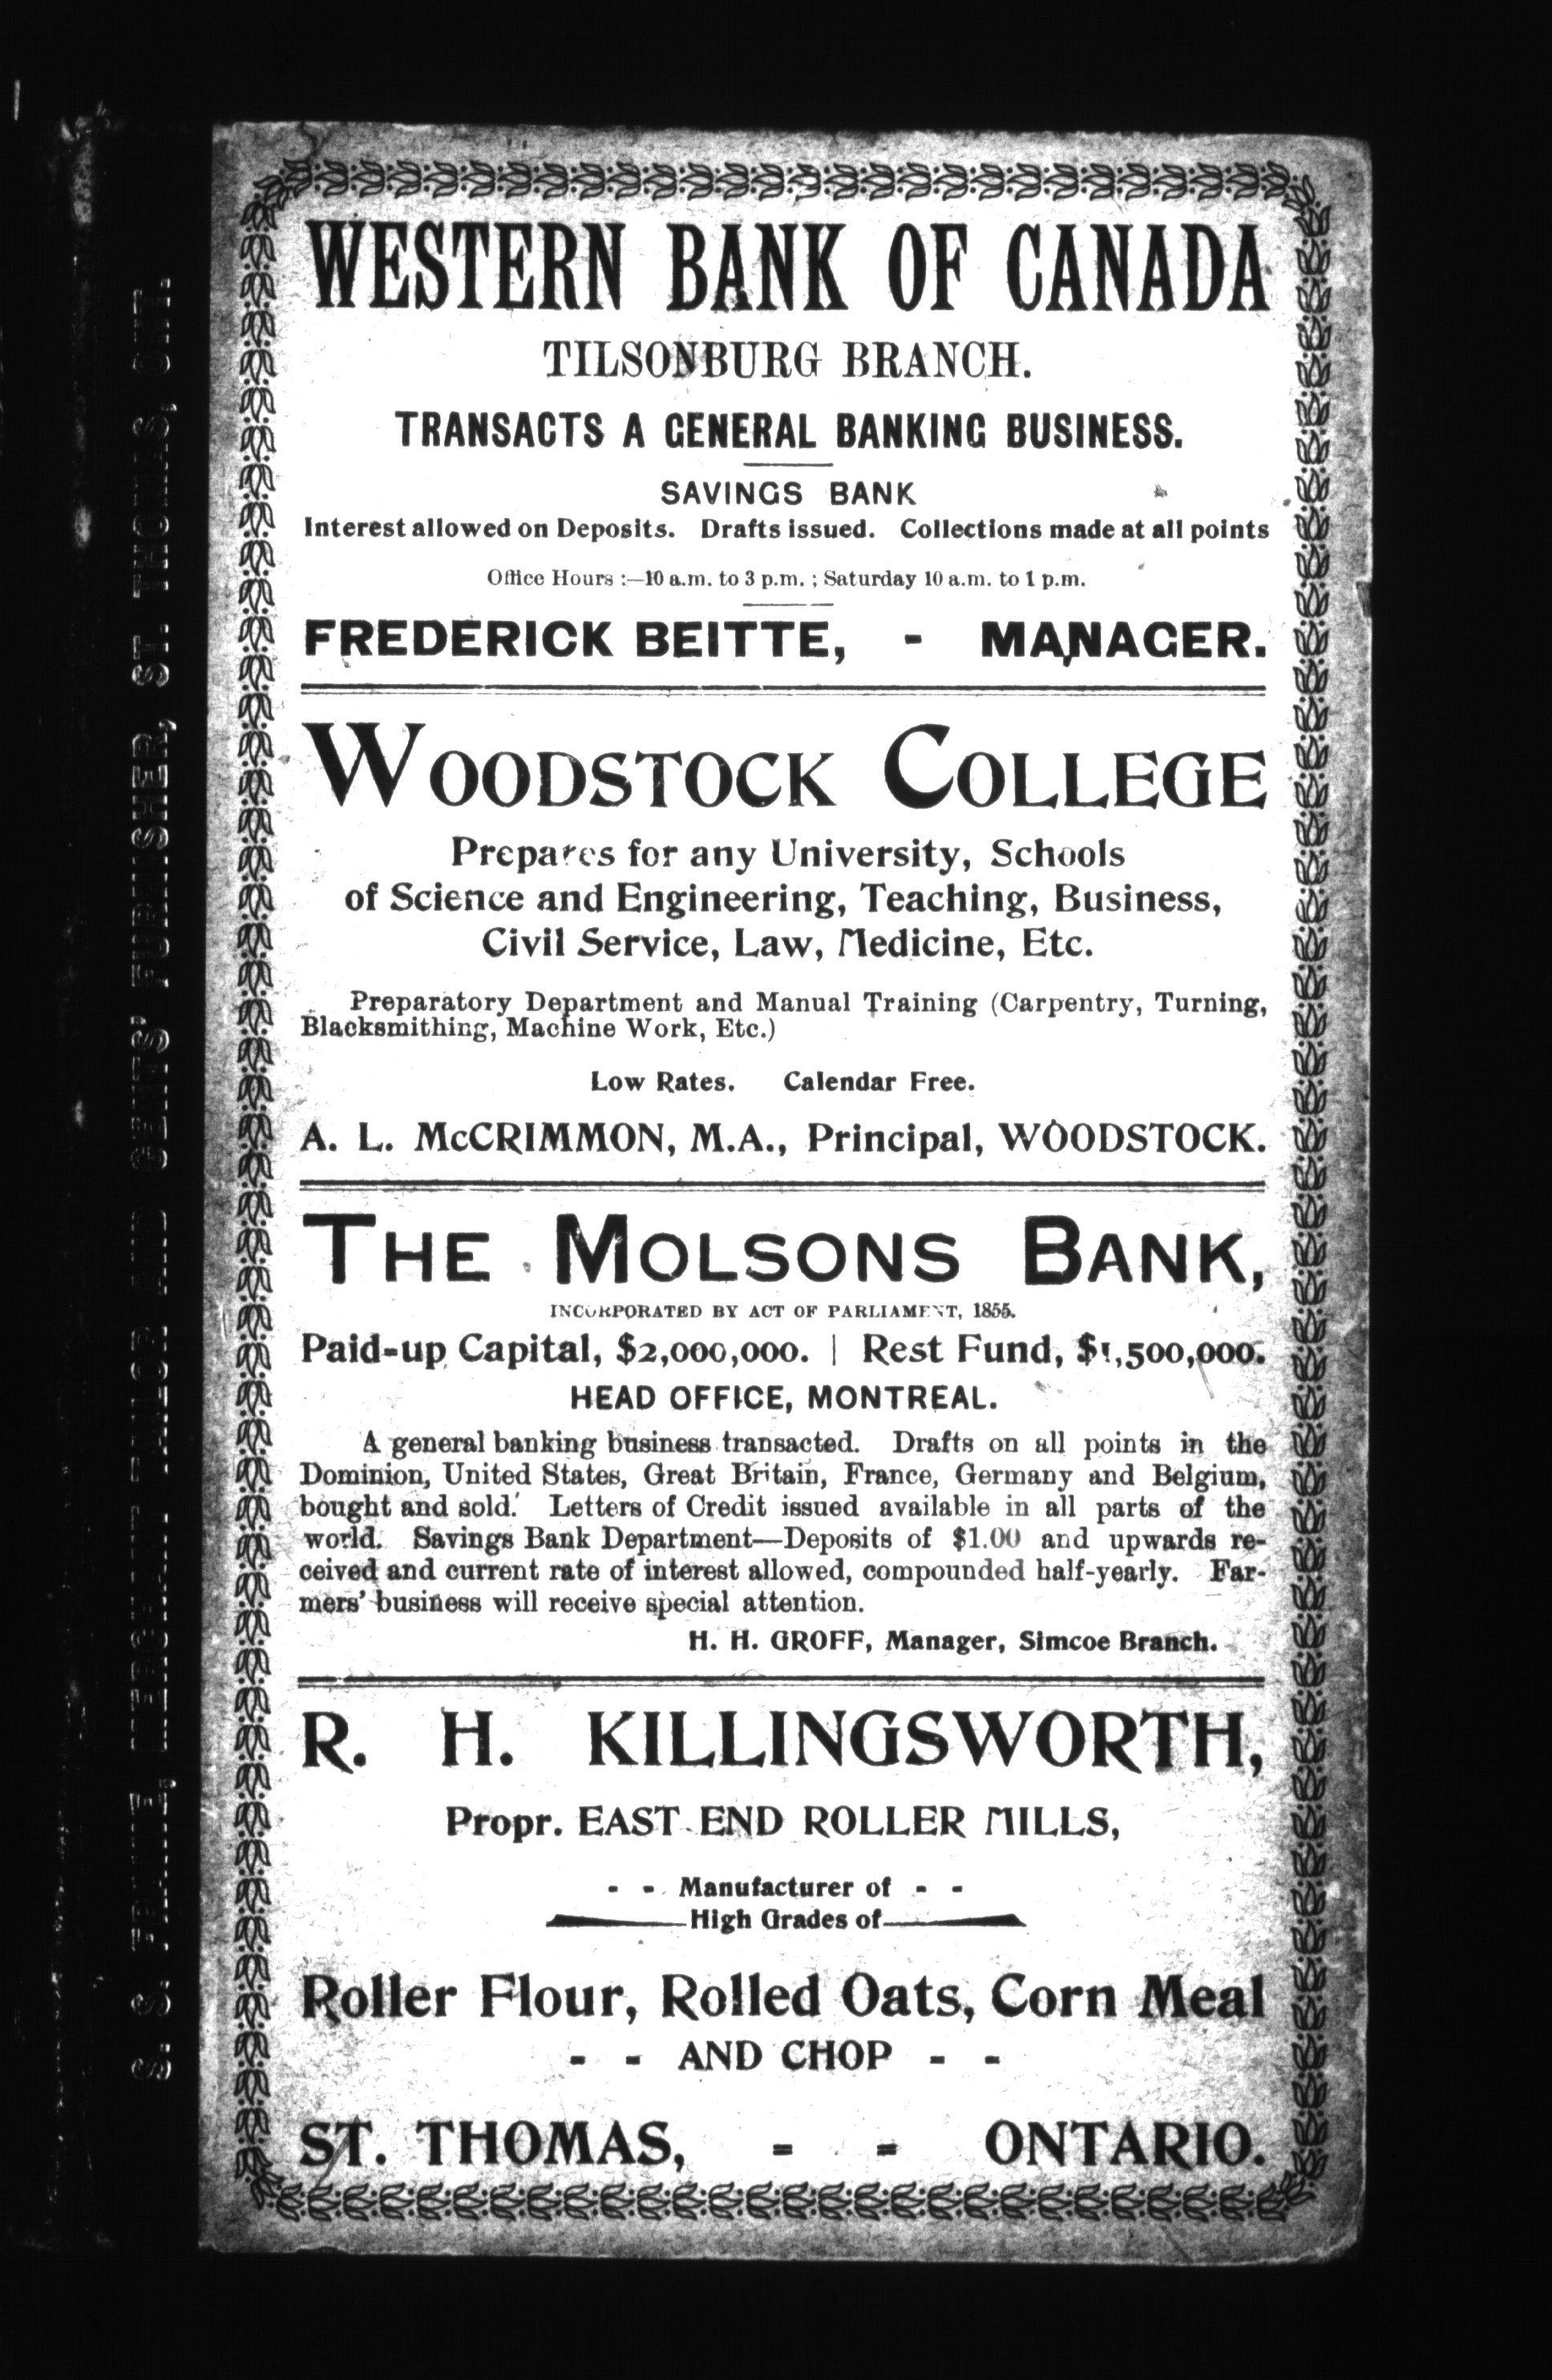 WESTERN BANK OF CANADA
TILSONBURG BRANCH.
TRANSACTS A GENERAL BANKING BUSINESS.
SAVINGS BANK
Interest allowed on Deposits. Drafts issued. Collections made at all points
Office Hours :—10 a.m. to 3 p.m. ; Saturday 10 a.m. to 1 p.m.
FREDERICK BEITTE, - MANAGER.
WOODSTOCK COLLEGE
Prepares for any University, Schools
of Science and Engineering, Teaching, Business,
Civil Service, Law, Medicine, Etc.
Preparatory Department and Manual Training (Carpentry, Turning,
Blacksmithing, Machine Work, Etc.)
Low Rates. Calendar Free.
A. L. McCRIMMON, M.A., Principal, WOODSTOCK.
THE MOLSONS BANK,
INCORPORATED BY ACT OF PARLIAMENT, 1855.
Paid-up Capital, $2,000,000. | Rest Fund, $1,500,000.
HEAD OFFICE, MONTREAL.
A general banking business transacted. Drafts on all points in the
Dominion, United States, Great Britain, France, Germany and Belgium,
bought and sold. Letters of Credit issued available in all parts of the
world. Savings Bank Department—Deposits of $1.00 and upwards re-
ceived and current rate of interest allowed, compounded half-yearly. Far-
mers' business will receive special attention.
H. H. GROFF, Manager, Simcoe Branch.
R. H. KILLINGSWORTH,
Propr. EAST END ROLLER MILLS,
- - Manufacturer of - -
High Grades of
Roller Flour, Rolled Oats, Corn Meal
- - AND CHOP - -
ST. THOMAS, - - ONTARIO.
S. S. MERCHANT TAILOR AND GENTS' FURNISHER, ST. THOMAS, ONT.